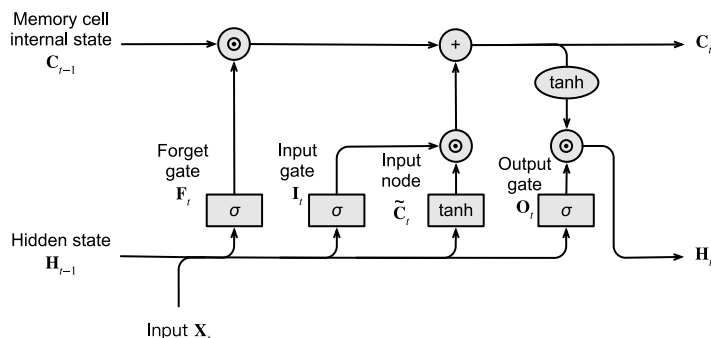 Memory cell
internal state
C_{t-1}
+
C_t
tanh
Forget
gate
F_t
Input
gate
I_t
Input
node
C̃_t
Output
gate
O_t
σ
σ
tanh
σ
Hidden state
H_{t-1}
H_t
Input X